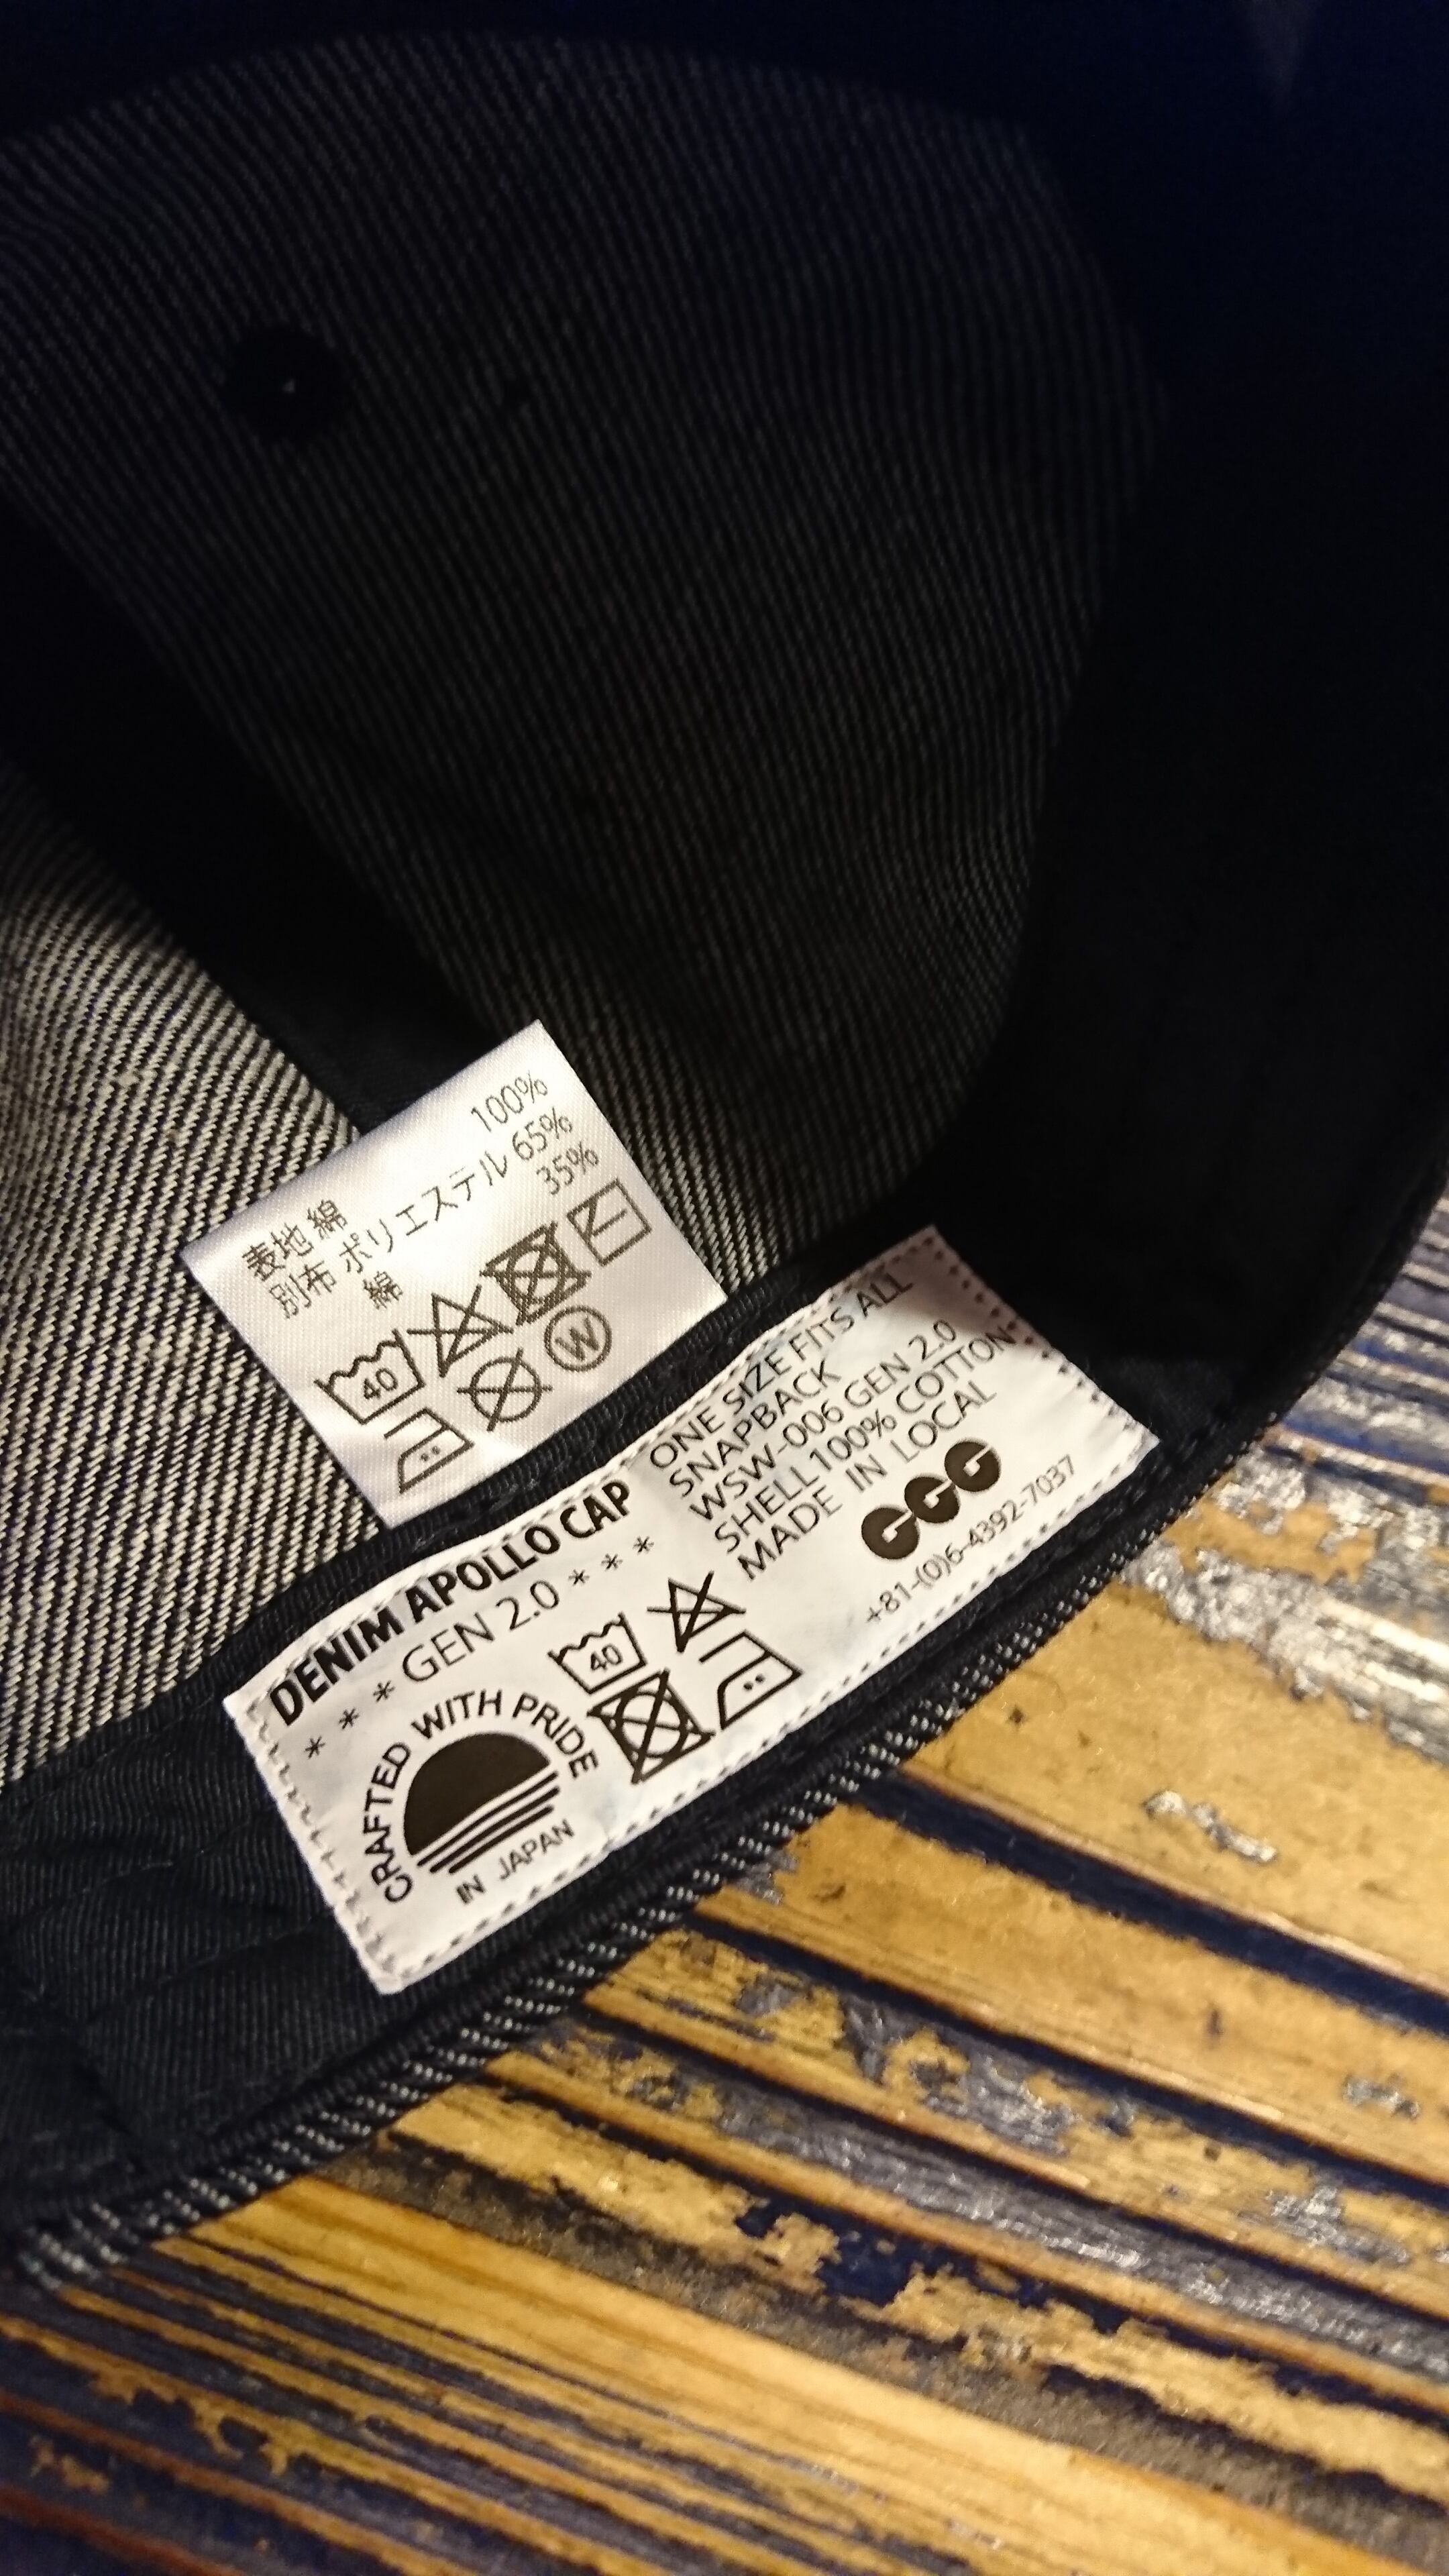 表地 綿 100%
別布 ポリエステル 65%
綿 35%
40
W
DENIM APOLLO CAP
* * * GEN 2.0 * * *
CRAFTED WITH PRIDE
IN JAPAN
40
ONE SIZE FITS ALL
SNAPBACK
WSW-006 GEN 2.0
SHELL 100% COTTON
MADE IN LOCAL
GGG
+81-(0)6-4392-7037